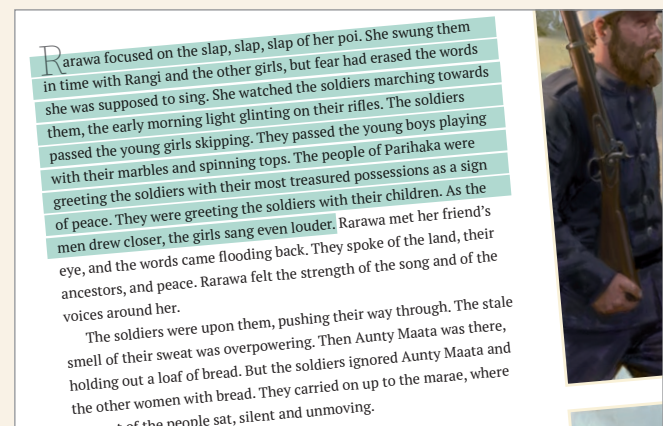 Rarawa focused on the slap, slap, slap of her poi. She swung them
in time with Rangi and the other girls, but fear had erased the words
she was supposed to sing. She watched the soldiers marching towards
them, the early morning light glinting on their rifles. The soldiers
passed the young girls skipping. They passed the young boys playing
with their marbles and spinning tops. The people of Parihaka were
greeting the soldiers with their most treasured possessions as a sign
of peace. They were greeting the soldiers with their children. As the
men drew closer, the girls sang even louder. Rarawa met her friend’s
eye, and the words came flooding back. They spoke of the land, their
ancestors, and peace. Rarawa felt the strength of the song and of the
voices around her.
The soldiers were upon them, pushing their way through. The stale
smell of their sweat was overpowering. Then Aunty Maata was there,
holding out a loaf of bread. But the soldiers ignored Aunty Maata and
the other women with bread. They carried on up to the marae, where
of the people sat, silent and unmoving.